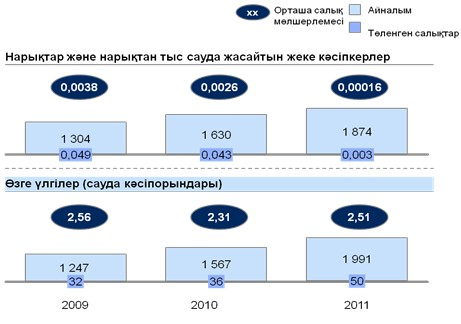 xx Орташа салық мөлшерлемесі
Айналым
Төленген салықтар
Нарықтар және нарықтан тыс сауда жасайтын жеке кәсіпкерлер
0,0038 0,0026 0,00016
1 304 1 630 1 874
0,049 0,043 0,003
Өзге үлгілер (сауда кәсіпорындары)
2,56 2,31 2,51
1 247 1 567 1 991
32 36 50
2009 2010 2011